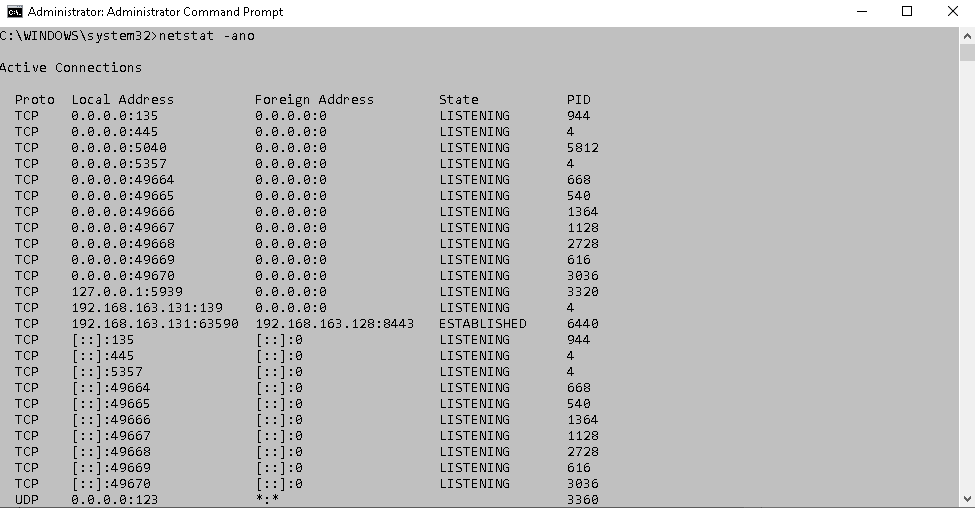 Administrator: Administrator Command Prompt
C:\WINDOWS\system32>netstat -ano
Active Connections
Proto Local Address Foreign Address State PID
TCP 0.0.0.0:135 0.0.0.0:0 LISTENING 944
TCP 0.0.0.0:445 0.0.0.0:0 LISTENING 4
TCP 0.0.0.0:5040 0.0.0.0:0 LISTENING 5812
TCP 0.0.0.0:5357 0.0.0.0:0 LISTENING 4
TCP 0.0.0.0:49664 0.0.0.0:0 LISTENING 668
TCP 0.0.0.0:49665 0.0.0.0:0 LISTENING 540
TCP 0.0.0.0:49666 0.0.0.0:0 LISTENING 1364
TCP 0.0.0.0:49667 0.0.0.0:0 LISTENING 1128
TCP 0.0.0.0:49668 0.0.0.0:0 LISTENING 2728
TCP 0.0.0.0:49669 0.0.0.0:0 LISTENING 616
TCP 0.0.0.0:49670 0.0.0.0:0 LISTENING 3036
TCP 127.0.0.1:5939 0.0.0.0:0 LISTENING 3320
TCP 192.168.163.131:139 0.0.0.0:0 LISTENING 4
TCP 192.168.163.131:63590 192.168.163.128:8443 ESTABLISHED 6440
TCP [::]:135 [::]:0 LISTENING 944
TCP [::]:445 [::]:0 LISTENING 4
TCP [::]:5357 [::]:0 LISTENING 4
TCP [::]:49664 [::]:0 LISTENING 668
TCP [::]:49665 [::]:0 LISTENING 540
TCP [::]:49666 [::]:0 LISTENING 1364
TCP [::]:49667 [::]:0 LISTENING 1128
TCP [::]:49668 [::]:0 LISTENING 2728
TCP [::]:49669 [::]:0 LISTENING 616
TCP [::]:49670 [::]:0 LISTENING 3036
UDP 0.0.0.0:123 *:* 3360